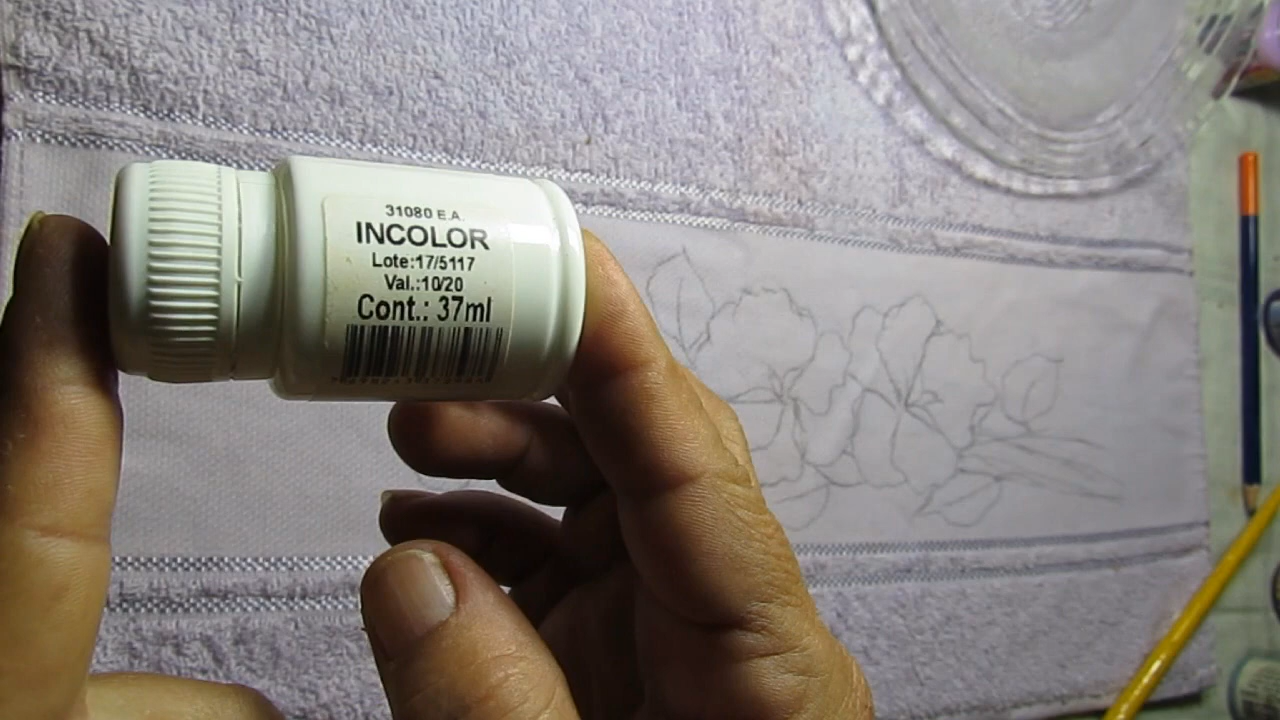 31080 E.A.
INCOLOR
Lote:17/5117
Val.:10/20
Cont.: 37ml